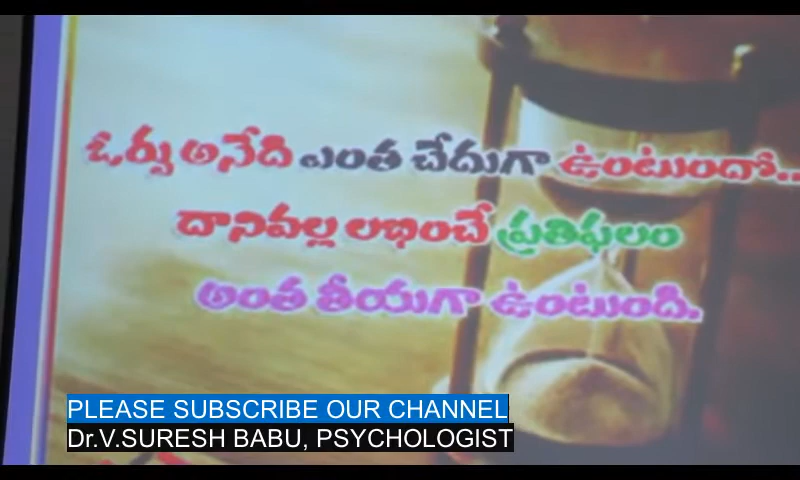 ఓర్పు అనేది ఎంత చేదుగా ఉంటుందో..
దానివల్ల లభించే ప్రతిఫలం
అంత తీయగా ఉంటుంది.
PLEASE SUBSCRIBE OUR CHANNEL
Dr.V.SURESH BABU, PSYCHOLOGIST